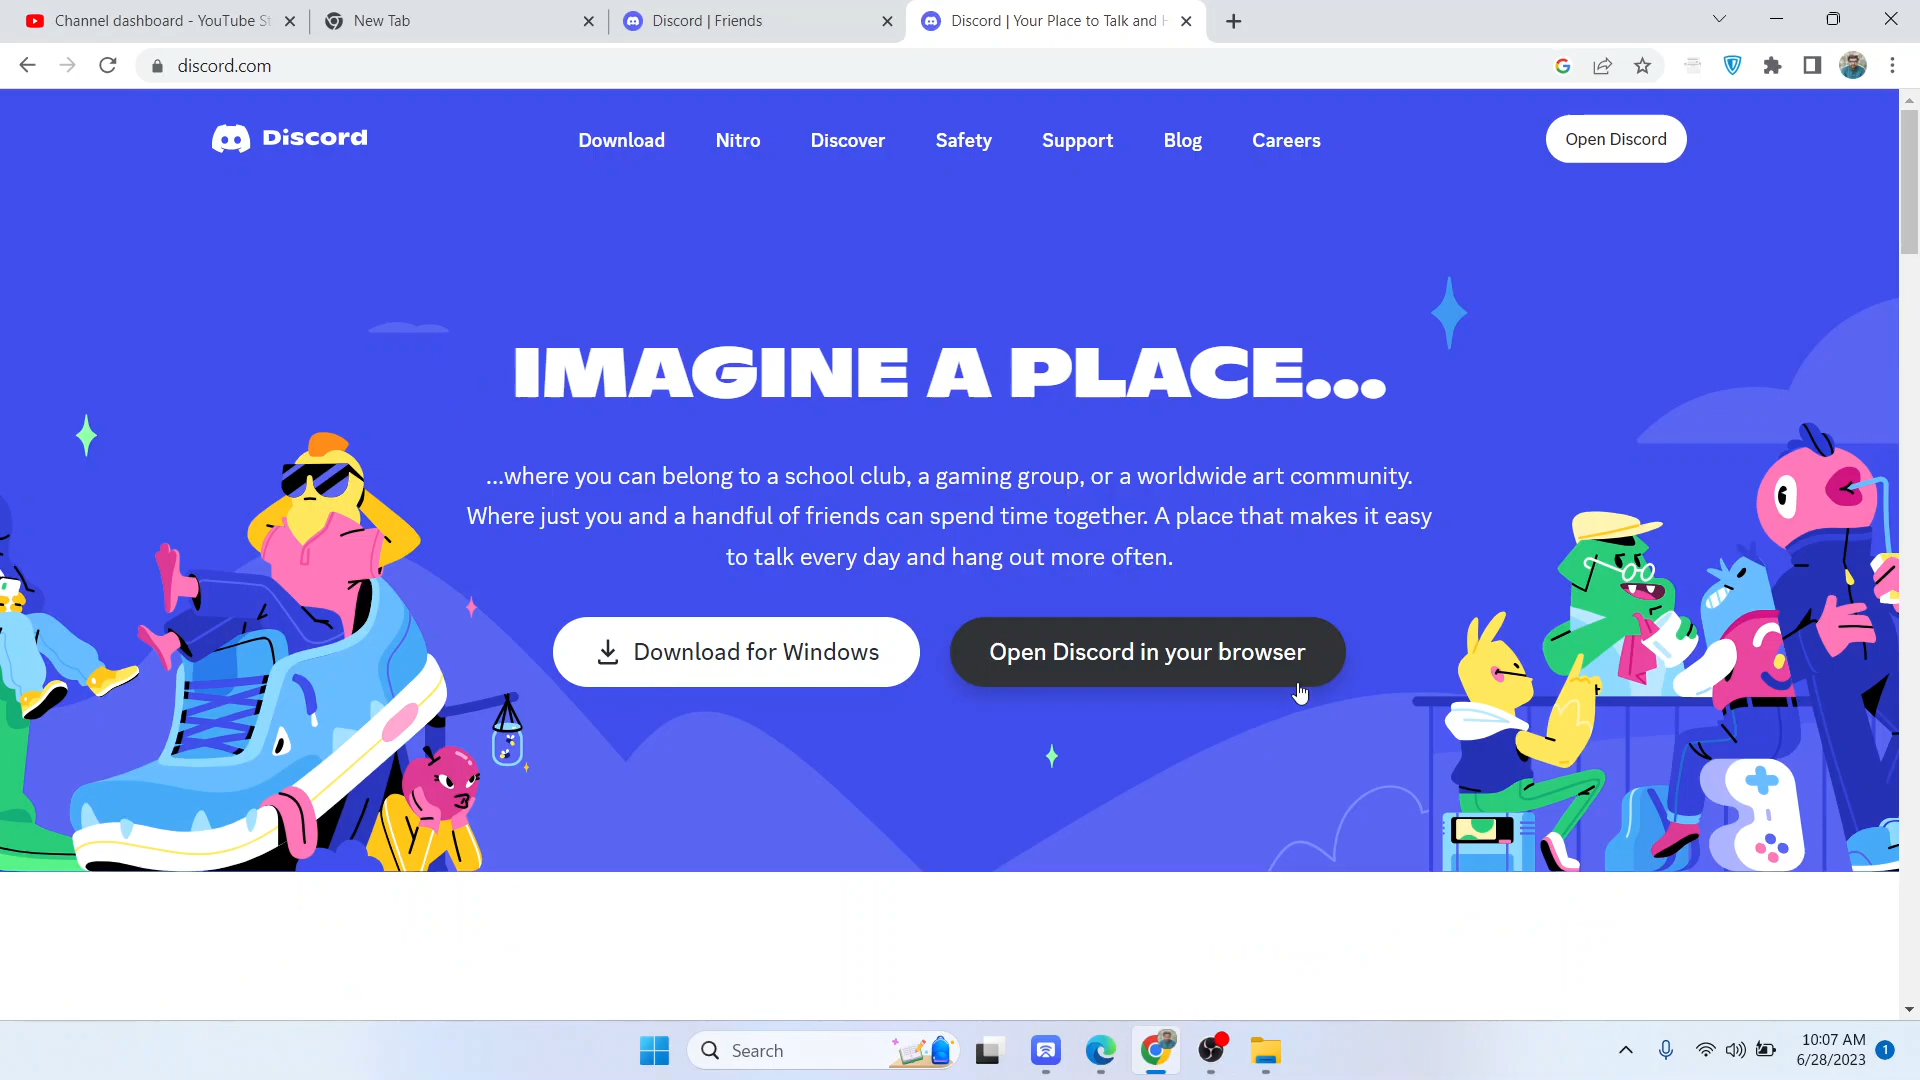 Channel dashboard - YouTube St
New Tab
Discord | Friends
Discord | Your Place to Talk and H
discord.com
Discord
Download
Nitro
Discover
Safety
Support
Blog
Careers
Open Discord
IMAGINE A PLACE...
...where you can belong to a school club, a gaming group, or a worldwide art community.
Where just you and a handful of friends can spend time together. A place that makes it easy
to talk every day and hang out more often.
Download for Windows
Open Discord in your browser
Search
10:07 AM
6/28/2023
1